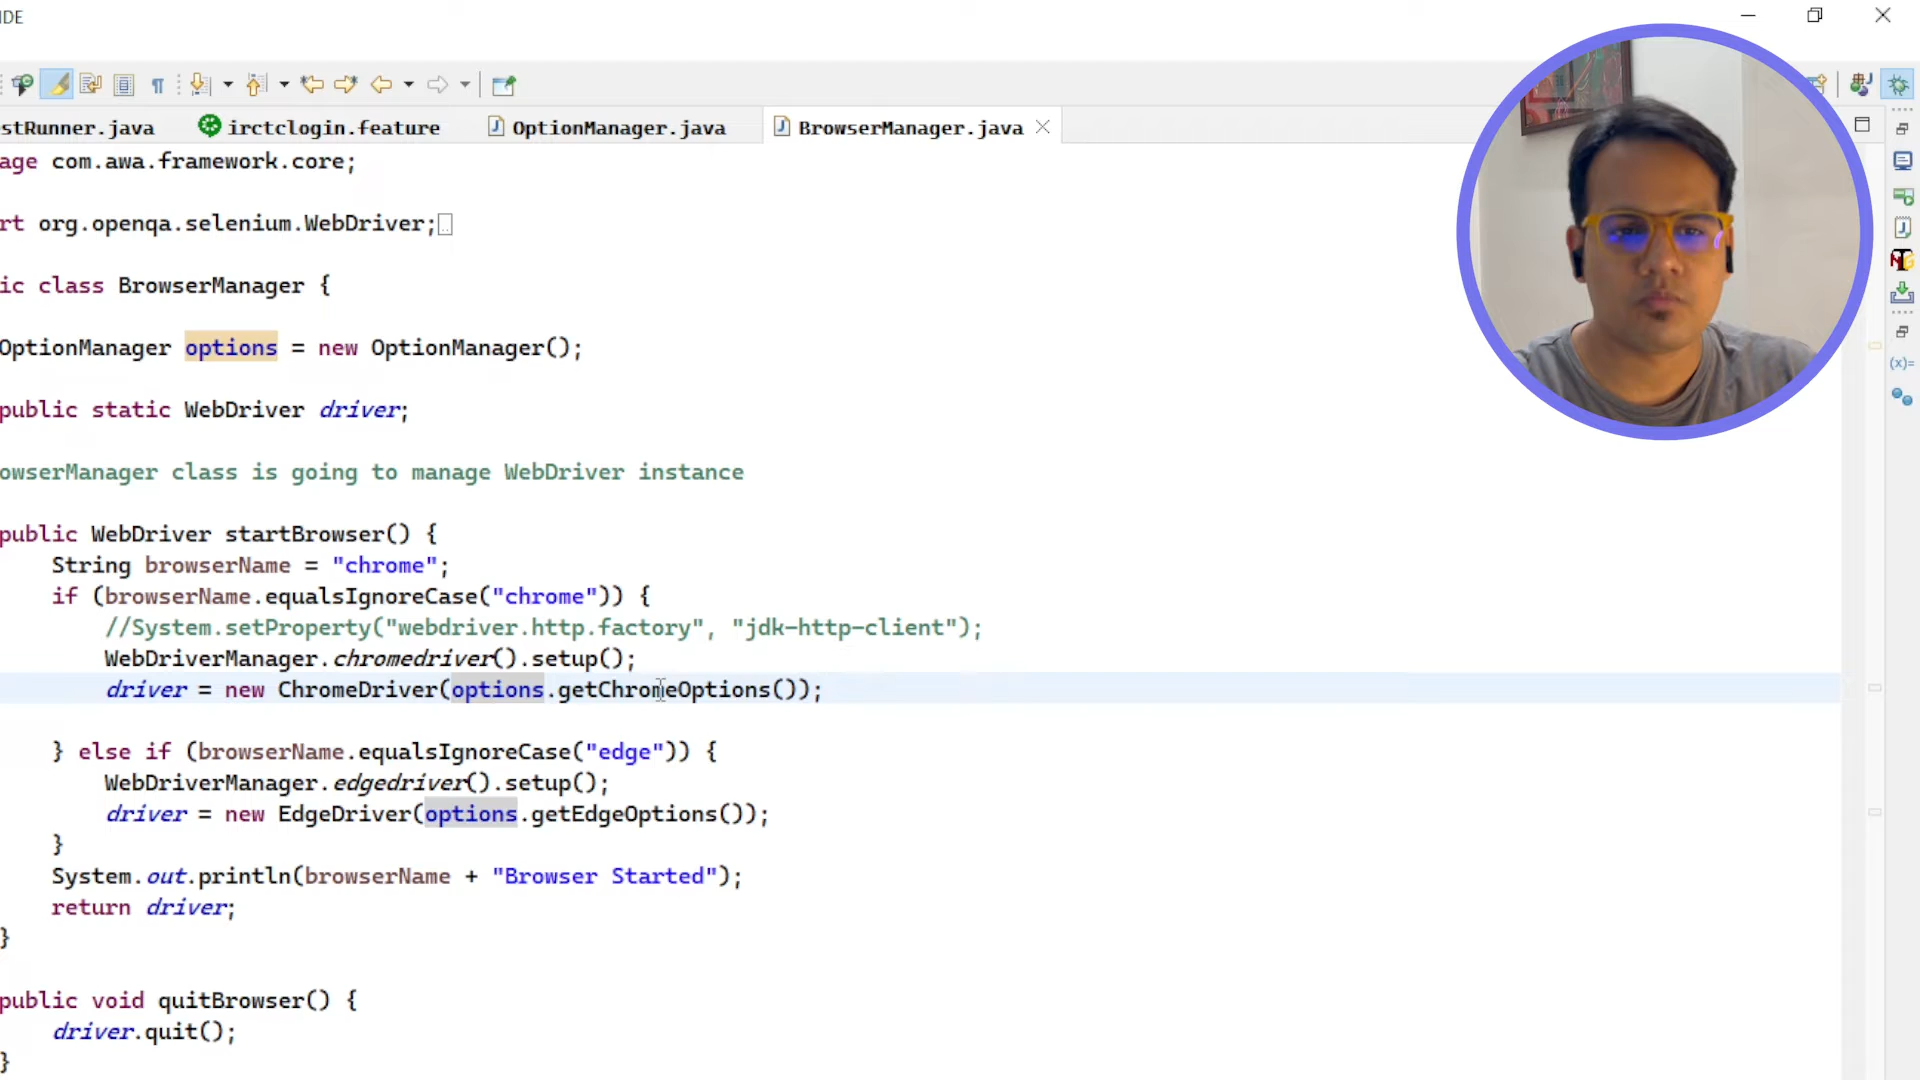 IDE
stRunner.java irctclogin.feature OptionManager.java BrowserManager.java
age com.awa.framework.core;
rt org.openqa.selenium.WebDriver;
ic class BrowserManager {
OptionManager options = new OptionManager();
public static WebDriver driver;
owserManager class is going to manage WebDriver instance
public WebDriver startBrowser() {
String browserName = "chrome";
if (browserName.equalsIgnoreCase("chrome")) {
//System.setProperty("webdriver.http.factory", "jdk-http-client");
WebDriverManager.chromedriver().setup();
driver = new ChromeDriver(options.getChromeOptions());
} else if (browserName.equalsIgnoreCase("edge")) {
WebDriverManager.edgedriver().setup();
driver = new EdgeDriver(options.getEdgeOptions());
}
System.out.println(browserName + "Browser Started");
return driver;
}
public void quitBrowser() {
driver.quit();
}